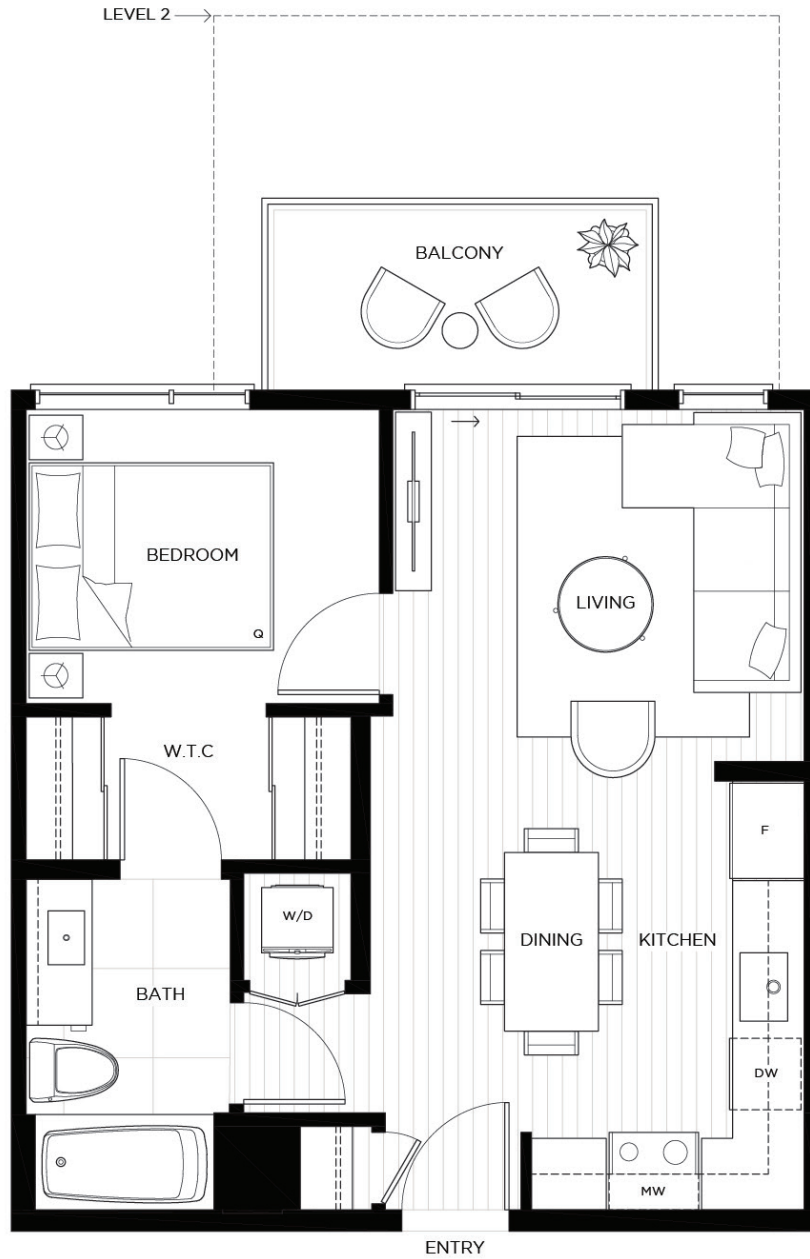 LEVEL 2
BALCONY
BEDROOM
Q
LIVING
W.T.C
F
W/D
DINING
KITCHEN
BATH
DW
MW
ENTRY